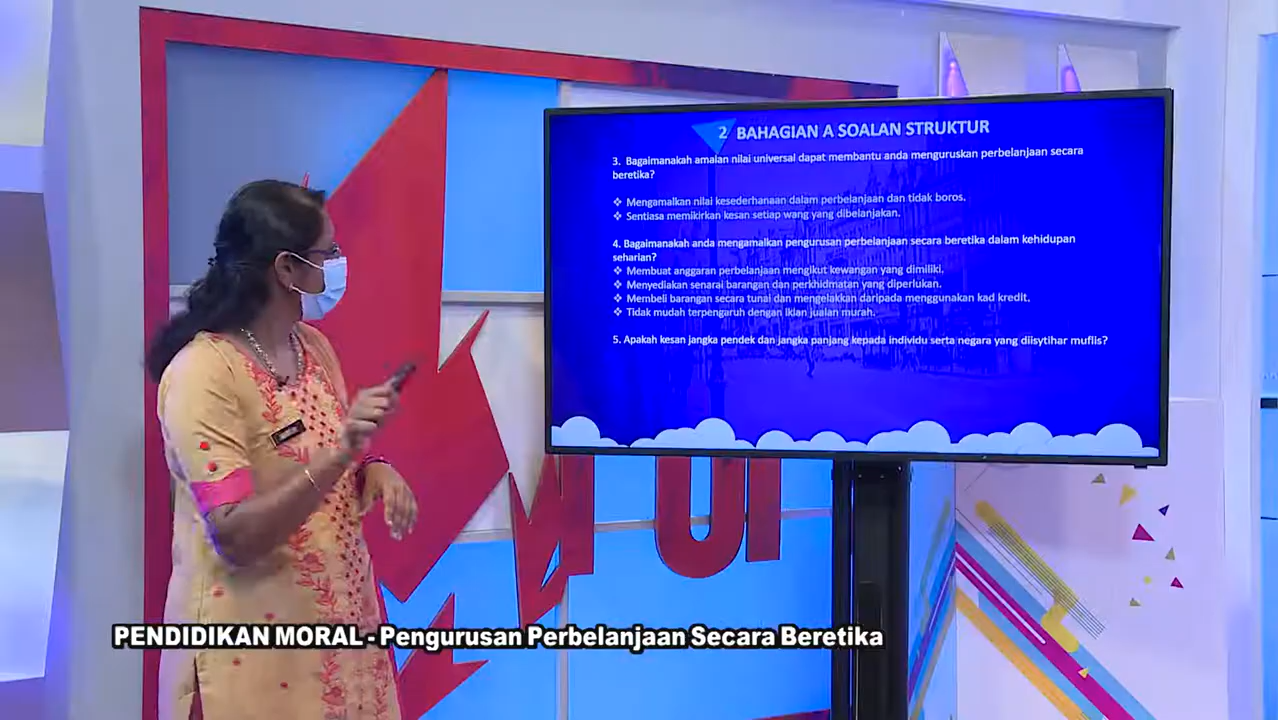 2 BAHAGIAN A SOALAN STRUKTUR
3. Bagaimanakah amalan nilai universal dapat membantu anda menguruskan perbelanjaan secara
beretika?
❖ Mengamalkan nilai kesederhanaan dalam perbelanjaan dan tidak boros.
❖ Sentiasa memikirkan kesan setiap wang yang dibelanjakan.
4. Bagaimanakah anda mengamalkan pengurusan perbelanjaan secara beretika dalam kehidupan
seharian?
❖ Membuat anggaran perbelanjaan mengikut kewangan yang dimiliki.
❖ Menyediakan senarai barangan dan perkhidmatan yang diperlukan.
❖ Membeli barangan secara tunai dan mengelakkan daripada menggunakan kad kredit.
❖ Tidak mudah terpengaruh dengan iklan jualan murah.
5. Apakah kesan jangka pendek dan jangka panjang kepada individu serta negara yang diisytihar muflis?
PENDIDIKAN MORAL - Pengurusan Perbelanjaan Secara Beretika